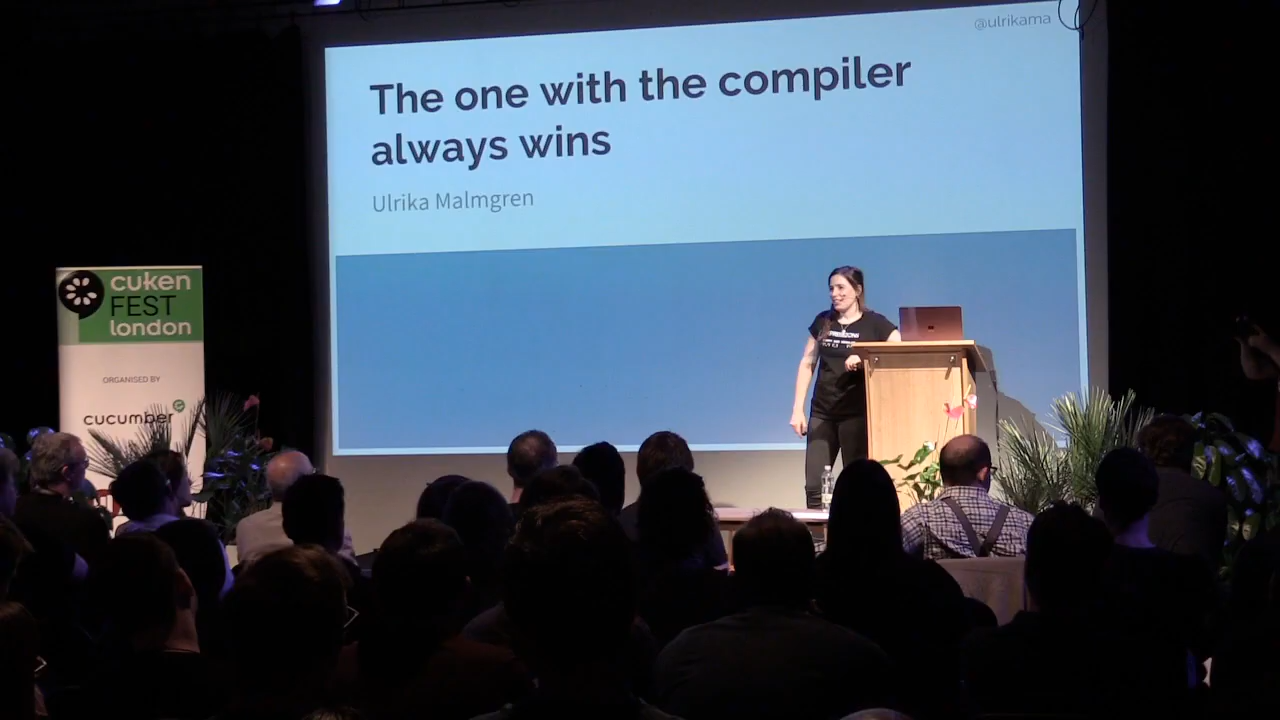 @ulrikama
The one with the compiler
always wins
Ulrika Malmgren
cuken
FEST
london
ORGANISED BY
cucumber